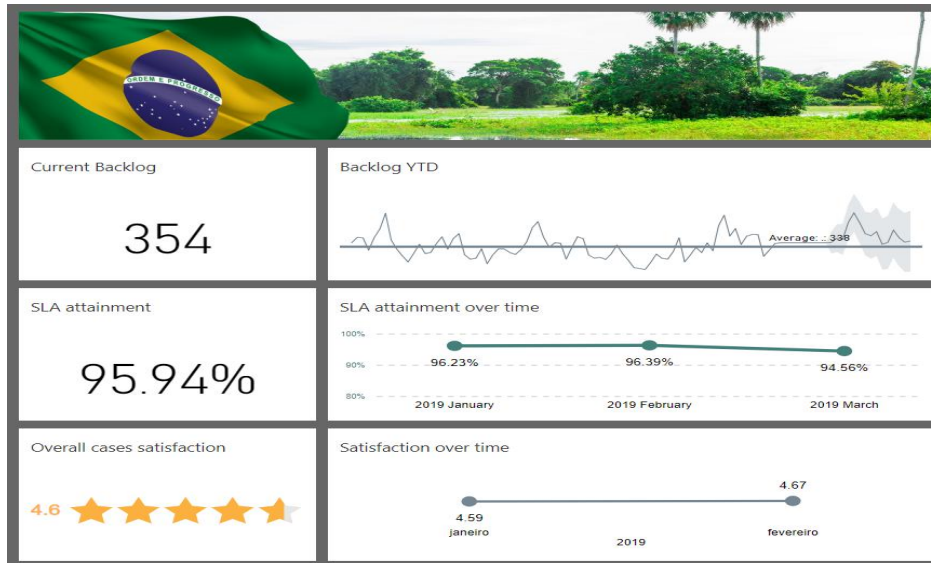 ORDEM E PROGRESSO
Current Backlog
354
Backlog YTD
Average: .: 338
SLA attainment
95.94%
SLA attainment over time
100%
90%
80%
96.23%
96.39%
94.56%
2019 January
2019 February
2019 March
Overall cases satisfaction
4.6
Satisfaction over time
4.59
4.67
janeiro
fevereiro
2019